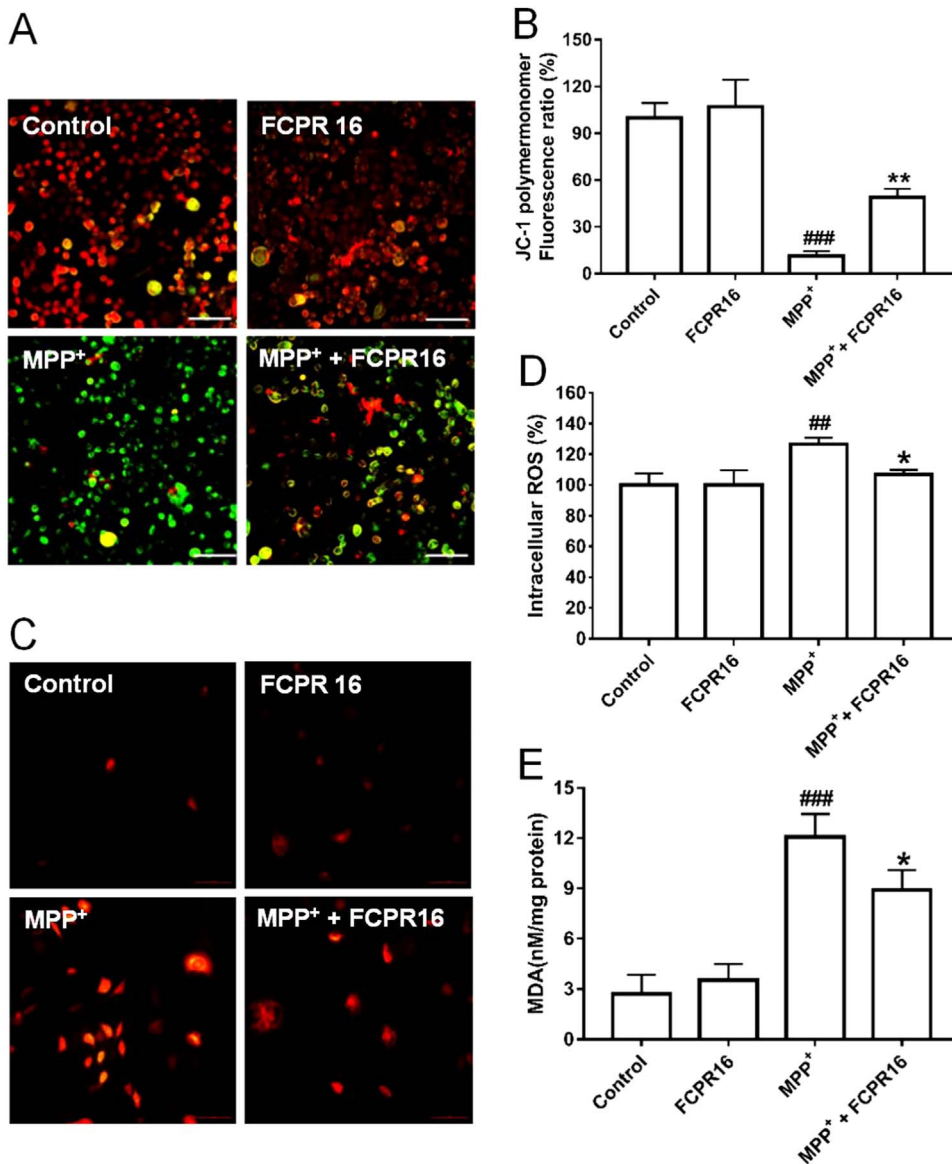 A
Control
FCPR 16
MPP⁺
MPP⁺ + FCPR16
B
JC-1 polymermonomer
Fluorescence ratio (%)
150
120
90
60
30
0
###
**
Control
FCPR16
MPP⁺
MPP⁺ + FCPR16
C
Control
FCPR 16
MPP⁺
MPP⁺ + FCPR16
D
Intracellular ROS (%)
160
140
120
100
80
60
40
20
0
##
*
Control
FCPR16
MPP⁺
MPP⁺ + FCPR16
E
MDA(nM/mg protein)
15
12
9
6
3
0
###
*
Control
FCPR16
MPP⁺
MPP⁺ + FCPR16